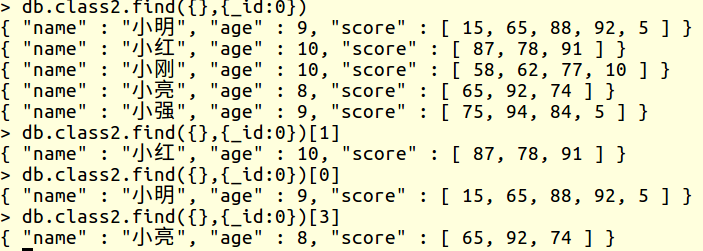 > db.class2.find({},{_id:0})
{ "name" : "小明", "age" : 9, "score" : [ 15, 65, 88, 92, 5 ] }
{ "name" : "小红", "age" : 10, "score" : [ 87, 78, 91 ] }
{ "name" : "小刚", "age" : 10, "score" : [ 58, 62, 77, 10 ] }
{ "name" : "小亮", "age" : 8, "score" : [ 65, 92, 74 ] }
{ "name" : "小强", "age" : 9, "score" : [ 75, 94, 84, 5 ] }
> db.class2.find({},{_id:0})[1]
{ "name" : "小红", "age" : 10, "score" : [ 87, 78, 91 ] }
> db.class2.find({},{_id:0})[0]
{ "name" : "小明", "age" : 9, "score" : [ 15, 65, 88, 92, 5 ] }
> db.class2.find({},{_id:0})[3]
{ "name" : "小亮", "age" : 8, "score" : [ 65, 92, 74 ] }